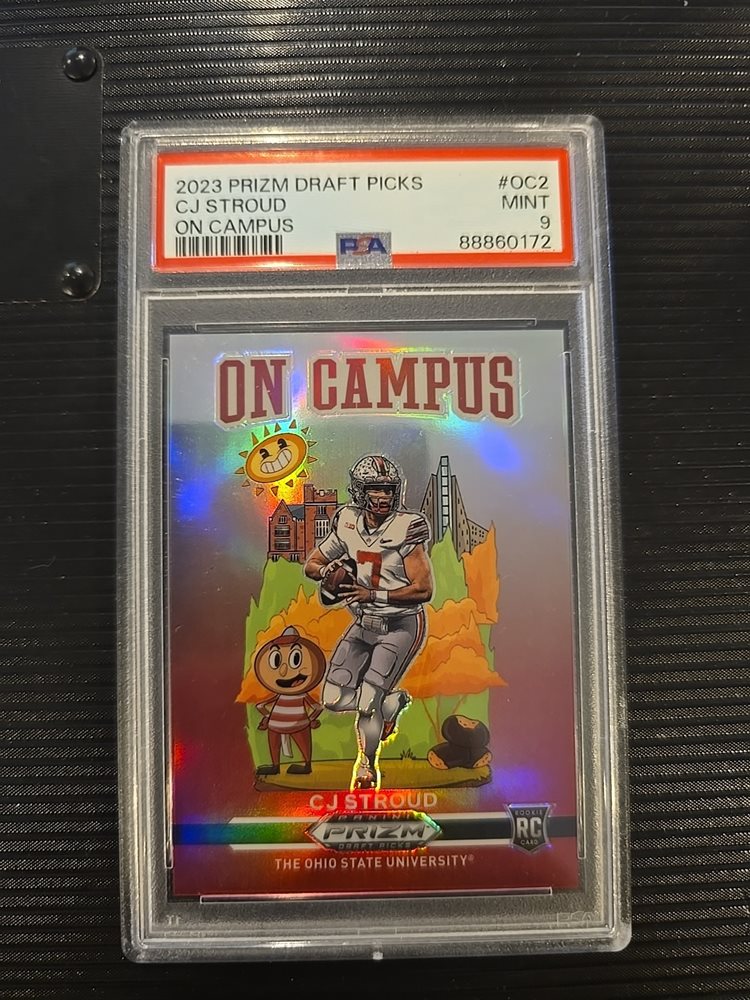 2023 PRIZM DRAFT PICKS #OC2
CJ STROUD MINT
ON CAMPUS 9
PSA 88860172
ON CAMPUS
7
CJ STROUD
PANINI
PRIZM
DRAFT PICKS
ROOKIE
RC
CARD
THE OHIO STATE UNIVERSITY®